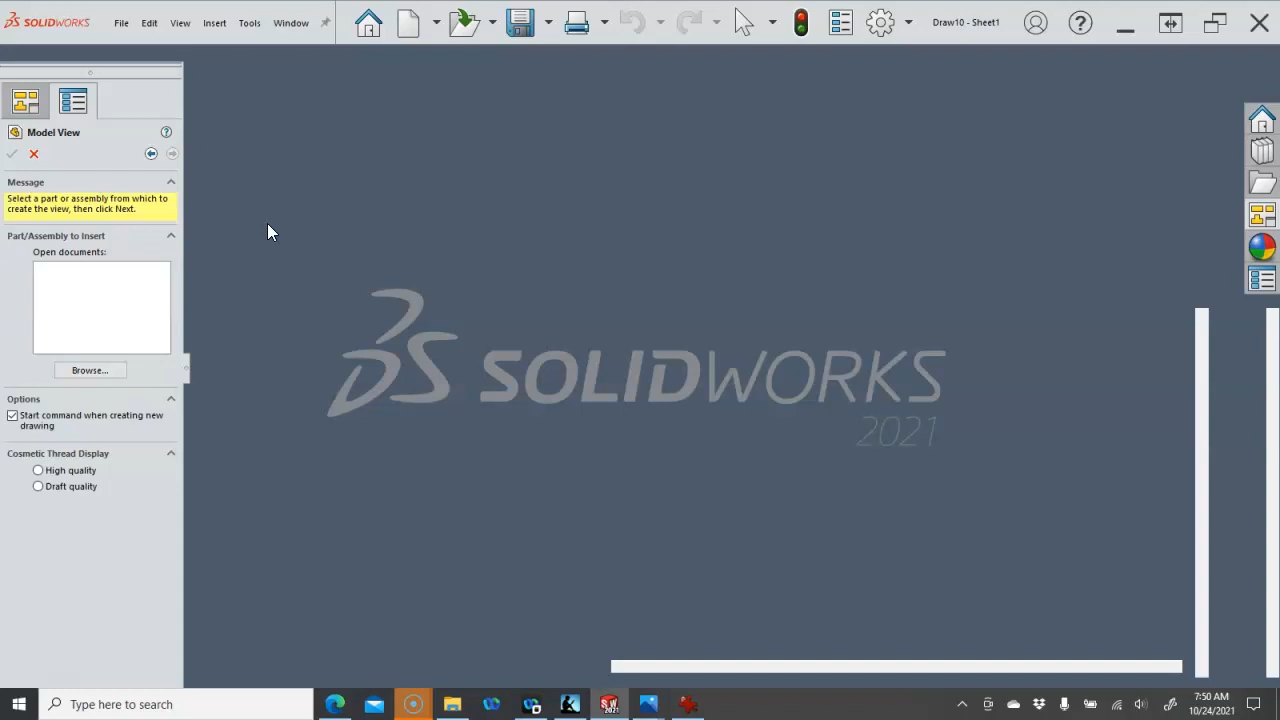 SOLIDWORKS File Edit View Insert Tools Window Draw10 - Sheet1
Model View
Message
Select a part or assembly from which to
create the view, then click Next.
Part/Assembly to Insert
Open documents:
Browse...
Options
Start command when creating new
drawing
Cosmetic Thread Display
High quality
Draft quality
SOLIDWORKS
2021
Type here to search
SW
2021
7:50 AM
10/24/2021